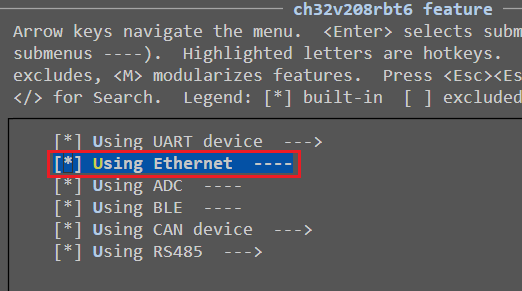 ch32v208rbt6 feature
Arrow keys navigate the menu.  <Enter> selects subm
submenus ----).  Highlighted letters are hotkeys.
excludes, <M> modularizes features.  Press <Esc><Es
</> for Search.  Legend: [*] built-in  [ ] excluded
[*] Using UART device  --->
[*] Using Ethernet  ----
[*] Using ADC  ----
[*] Using BLE  ----
[*] Using CAN device  --->
[*] Using RS485  --->